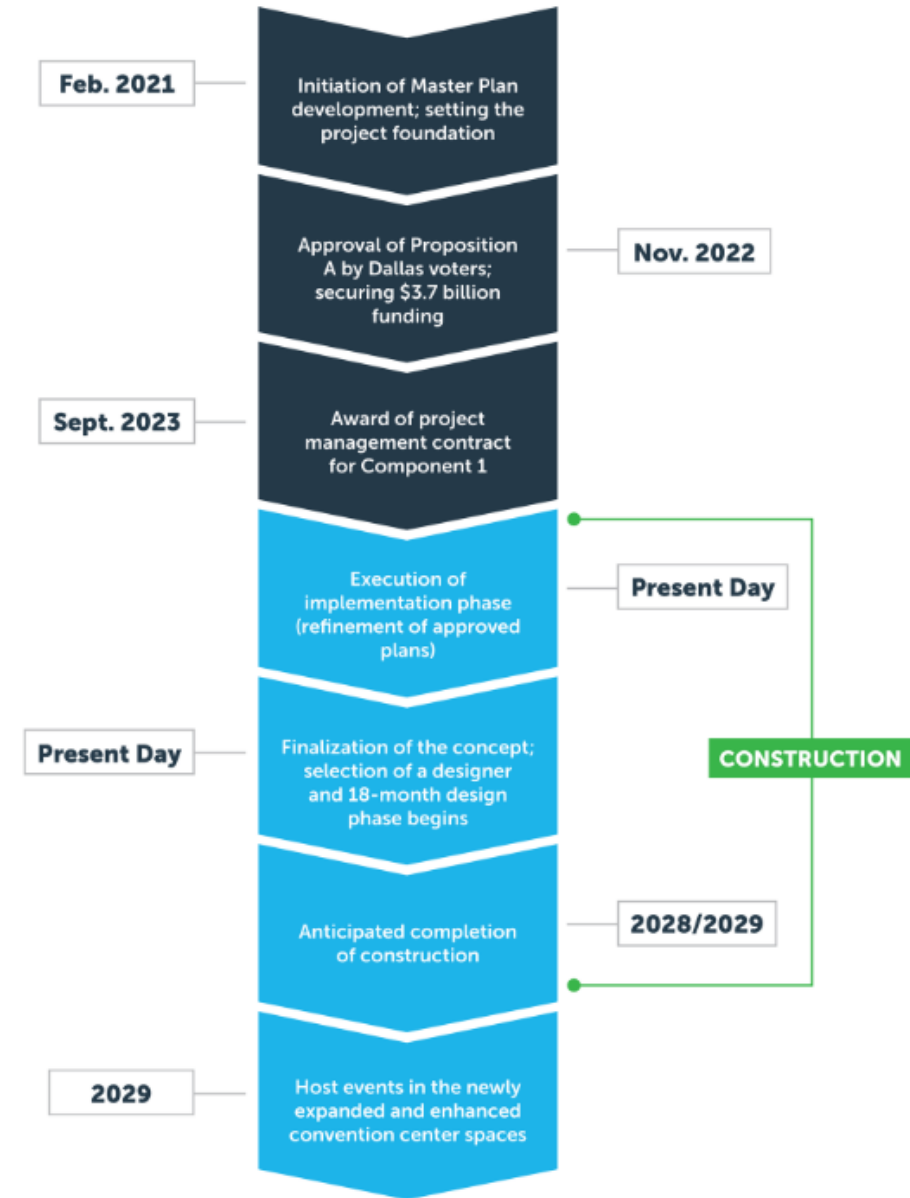 Feb. 2021
Initiation of Master Plan
development; setting the
project foundation
Approval of Proposition
A by Dallas voters;
securing $3.7 billion
funding
Nov. 2022
Sept. 2023
Award of project
management contract
for Component 1
Execution of
implementation phase
(refinement of approved
plans)
Present Day
Present Day
Finalization of the concept;
selection of a designer
and 18-month design
phase begins
CONSTRUCTION
Anticipated completion
of construction
2028/2029
2029
Host events in the newly
expanded and enhanced
convention center spaces